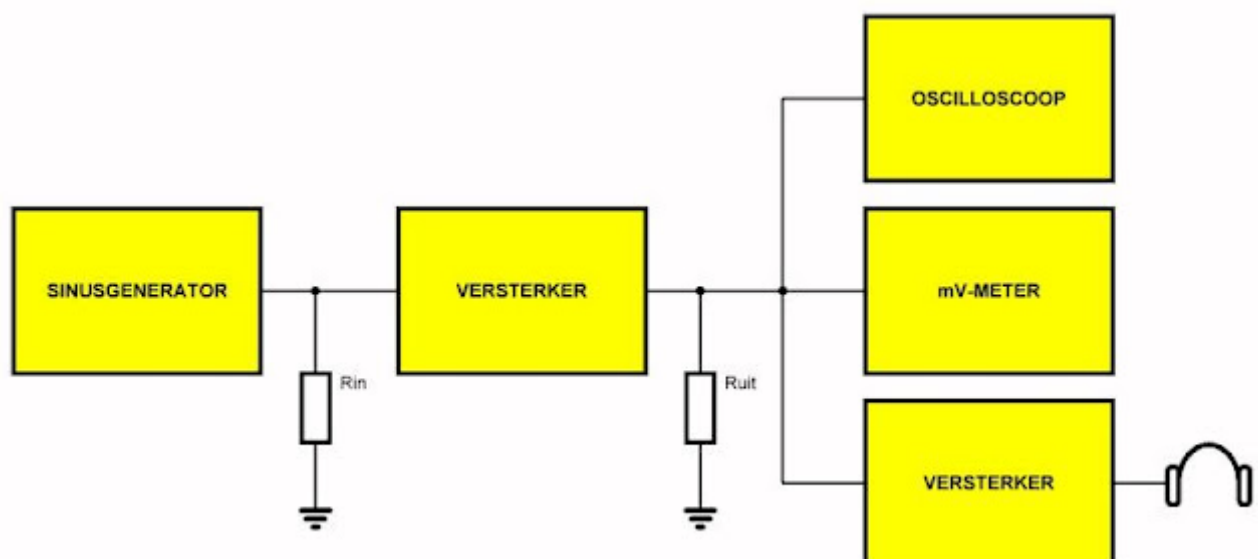 OSCILLOSCOOP
SINUSGENERATOR
VERSTERKER
mV-METER
Rin
Ruit
VERSTERKER